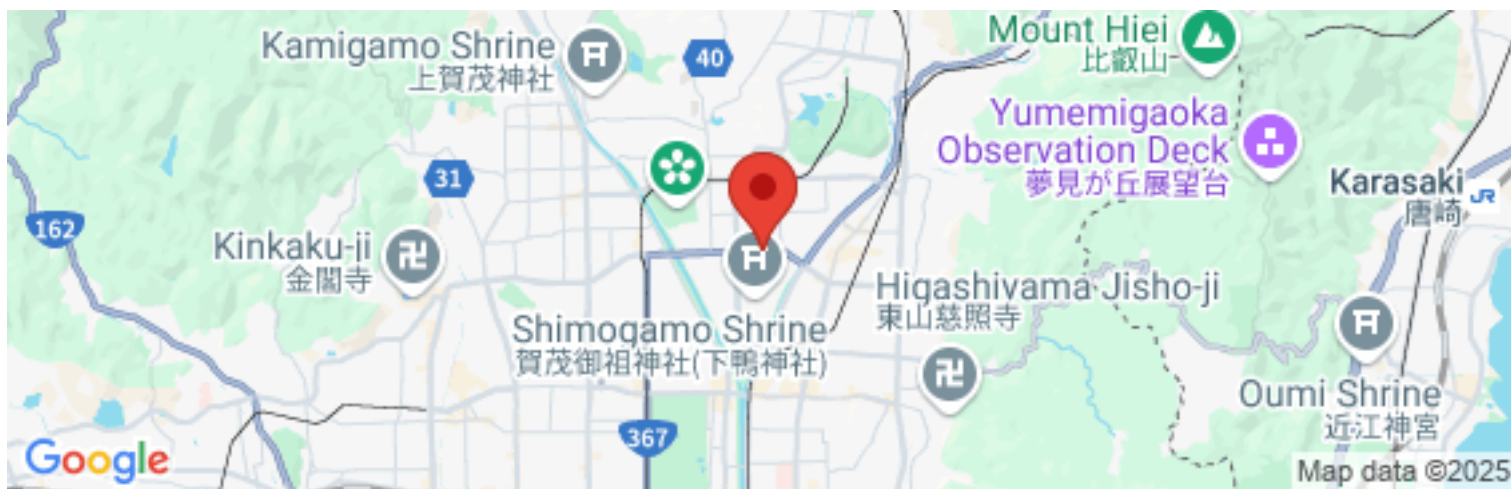 Kamigamo Shrine
上賀茂神社
40
Mount Hiei
比叡山
Yumemigaoka
Observation Deck
夢見が丘展望台
31
Karasaki
唐崎
JR
162
Kinkaku-ji
金閣寺
Higashiyama Jisho-ji
東山慈照寺
Shimogamo Shrine
賀茂御祖神社(下鴨神社)
Oumi Shrine
近江神宮
367
Google
Map data ©2025